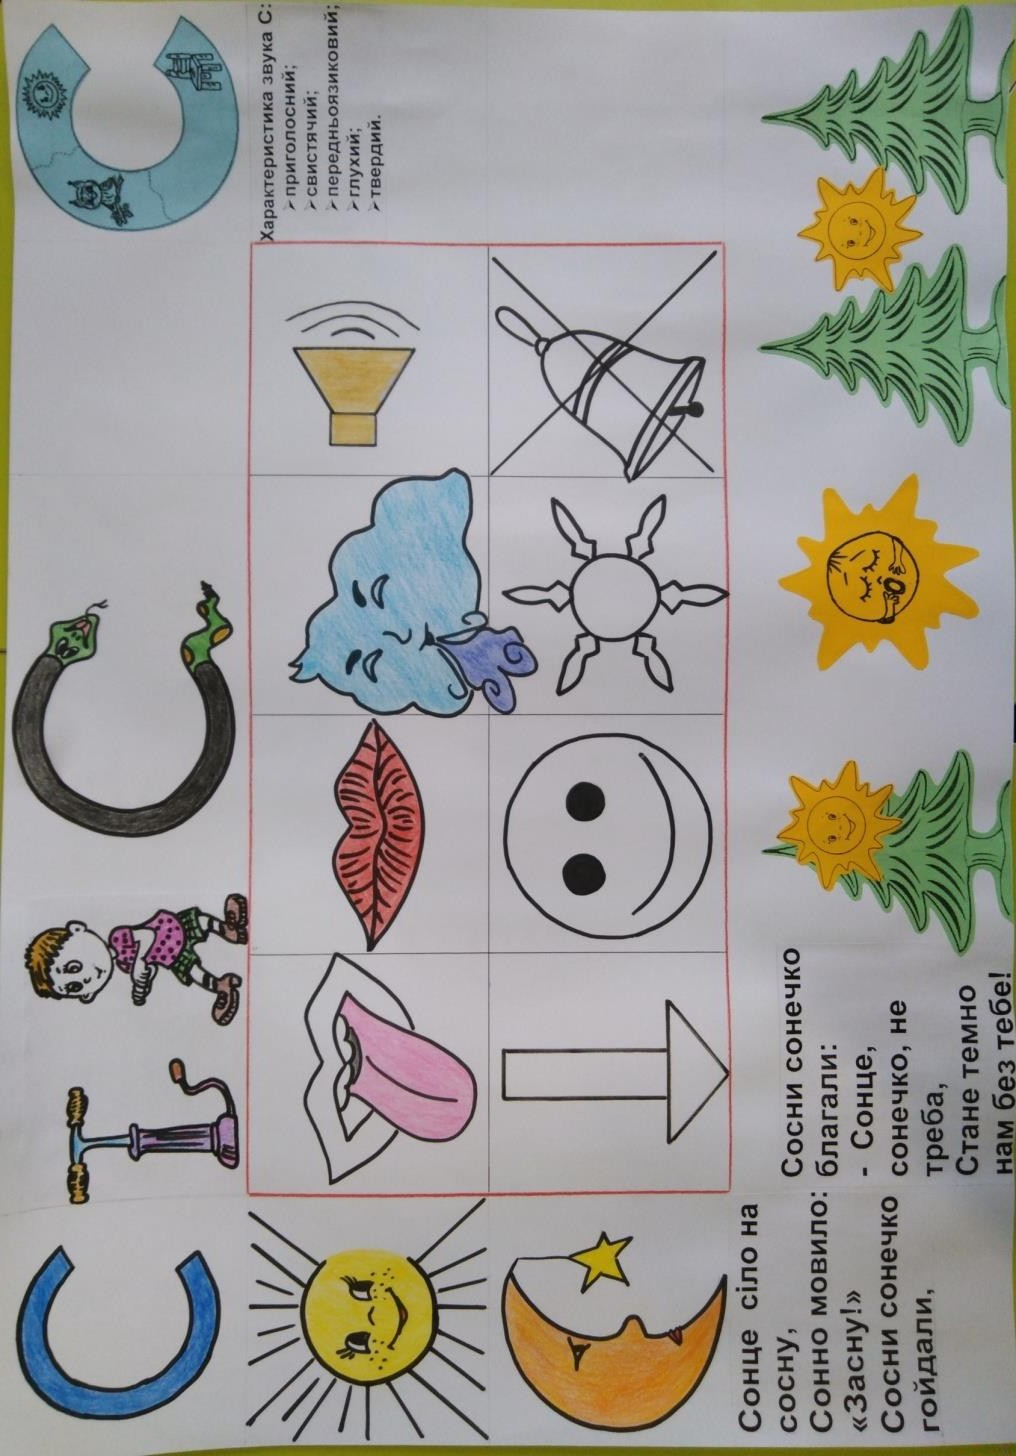 С
С
С
Характеристика звука С:
➢ приголосний;
➢ свистячий;
➢ передньоязиковий;
➢ глухий;
➢ твердий.
Сонце сіло на
сосну,
Сонно мовило:
«Засну!»
Сосни сонечко
гойдали,
Сосни сонечко
благали:
- Сонце,
сонечко, не
треба,
Стане темно
нам без тебе!